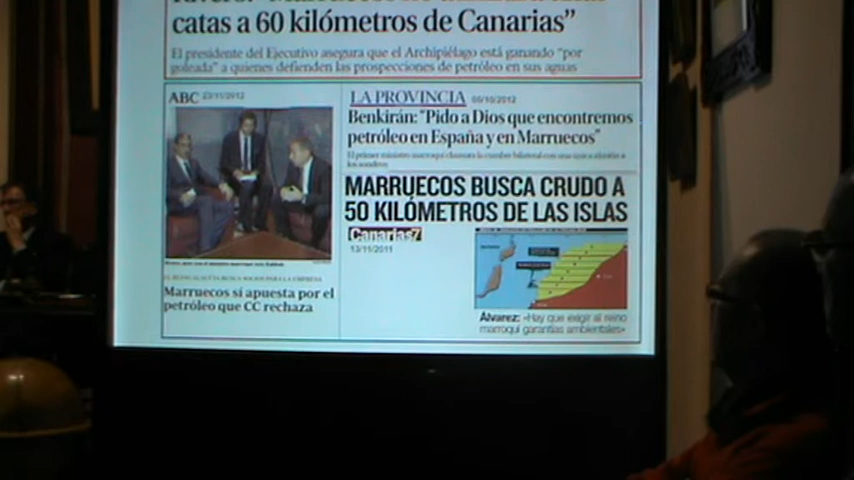 catas a 60 kilómetros de Canarias”
El presidente del Ejecutivo asegura que el Archipiélago está ganando “por
goleada” a quienes defienden las prospecciones de petróleo en sus aguas
ABC 23/11/2012
Marruecos sí apuesta por el
petróleo que CC rechaza
LA PROVINCIA 05/10/2012
Benkirán: "Pido a Dios que encontremos
petróleo en España y en Marruecos"
MARRUECOS BUSCA CRUDO A
50 KILÓMETROS DE LAS ISLAS
Canarias7
13/11/2011
Álvarez: «Hay que exigir al reino
marroquí garantías ambientales»